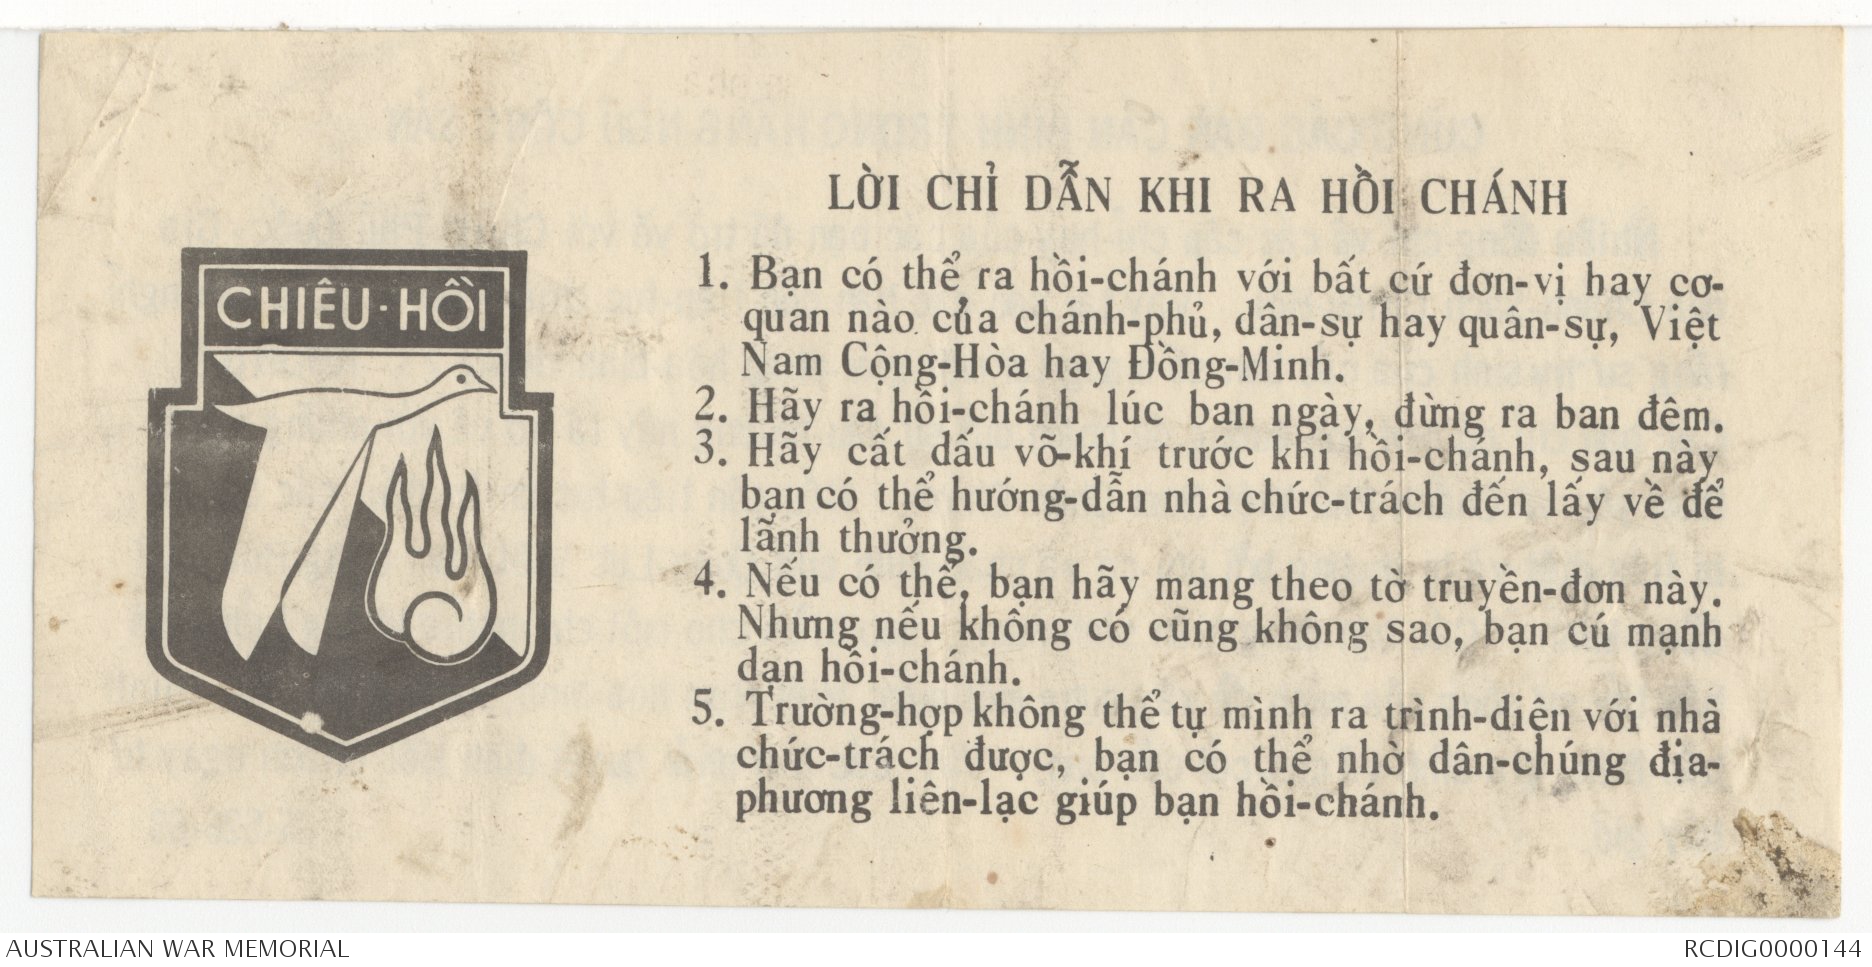 LỜI CHỈ DẪN KHI RA HỒI CHÁNH
CHIÊU-HỒI
1. Bạn có thể ra hồi-chánh với bất cứ đơn-vị hay cơ-
quan nào của chánh-phủ, dân-sự hay quân-sự, Việt
Nam Cộng-Hòa hay Đồng-Minh.
2. Hãy ra hồi-chánh lúc ban ngày, đừng ra ban đêm.
3. Hãy cất dấu võ-khí trước khi hồi-chánh, sau này
bạn có thể hướng-dẫn nhà chức-trách đến lấy về để
lãnh thưởng.
4. Nếu có thể, bạn hãy mang theo tờ truyền-đơn này.
Nhưng nếu không có cũng không sao, bạn cú mạnh
dạn hồi-chánh.
5. Trường-hợp không thể tự mình ra trình-diện với nhà
chức-trách được, bạn có thể nhờ dân-chúng địa-
phương liên-lạc giúp bạn hồi-chánh.
AUSTRALIAN WAR MEMORIAL
RCDIG0000144